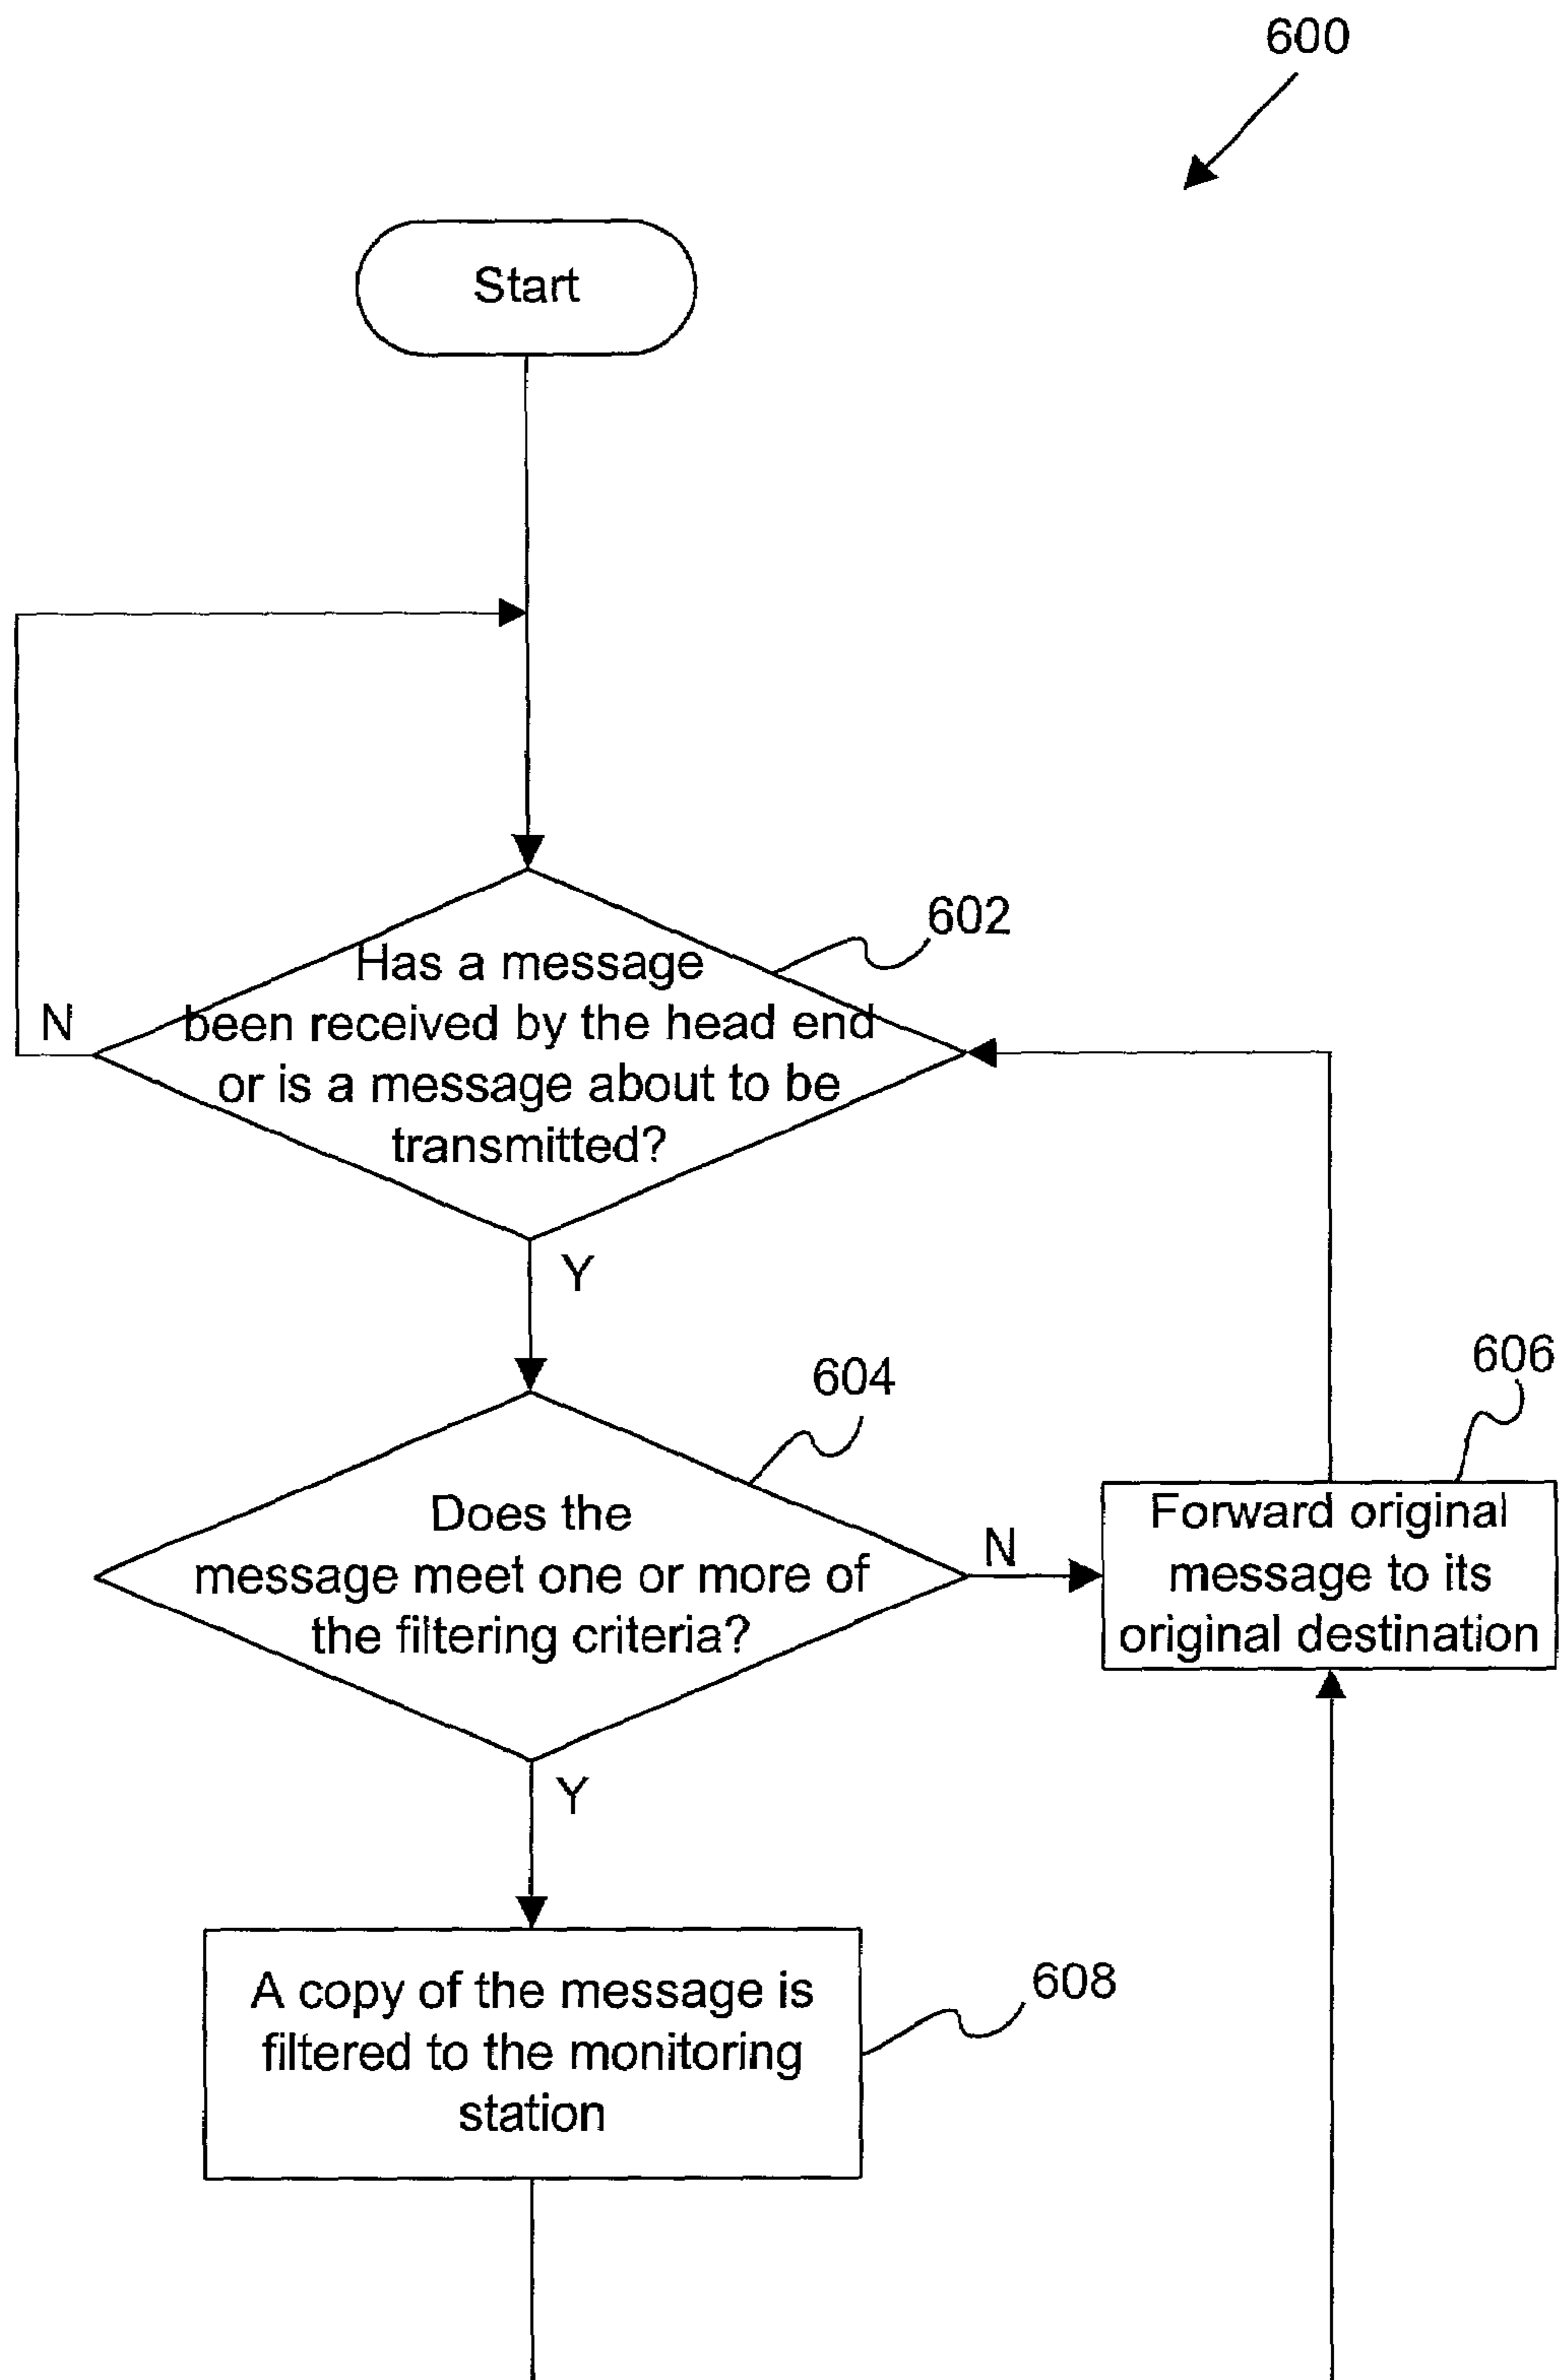 600
Start
602
Has a message
been received by the head end
or is a message about to be
transmitted?
N
Y
604
606
Does the
message meet one or more of
the filtering criteria?
N
Forward original
message to its
original destination
Y
A copy of the message is
filtered to the monitoring
station
608